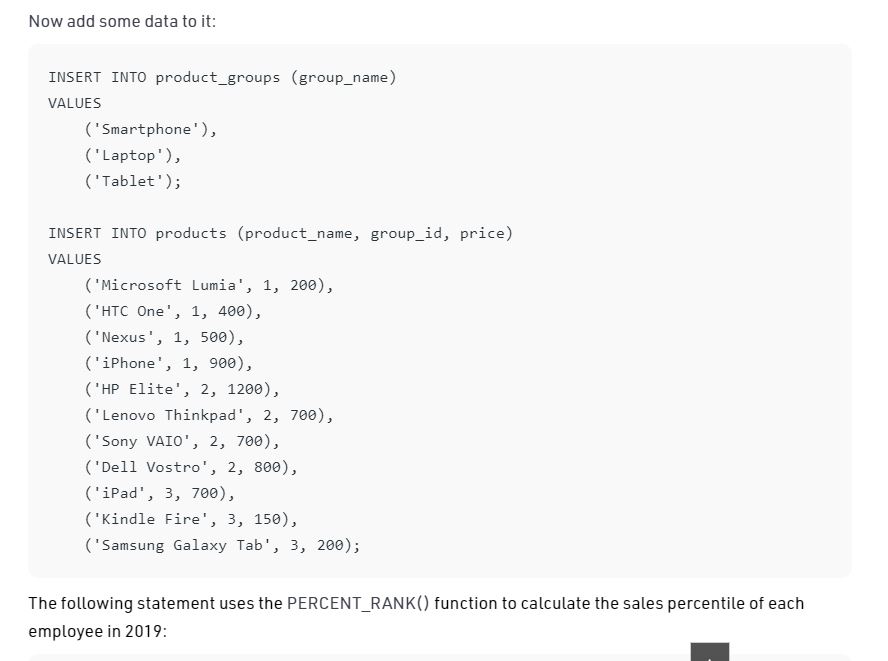 Now add some data to it:
INSERT INTO product_groups (group_name)
VALUES
    ('Smartphone'),
    ('Laptop'),
    ('Tablet');

INSERT INTO products (product_name, group_id, price)
VALUES
    ('Microsoft Lumia', 1, 200),
    ('HTC One', 1, 400),
    ('Nexus', 1, 500),
    ('iPhone', 1, 900),
    ('HP Elite', 2, 1200),
    ('Lenovo Thinkpad', 2, 700),
    ('Sony VAIO', 2, 700),
    ('Dell Vostro', 2, 800),
    ('iPad', 3, 700),
    ('Kindle Fire', 3, 150),
    ('Samsung Galaxy Tab', 3, 200);
The following statement uses the PERCENT_RANK() function to calculate the sales percentile of each
employee in 2019: